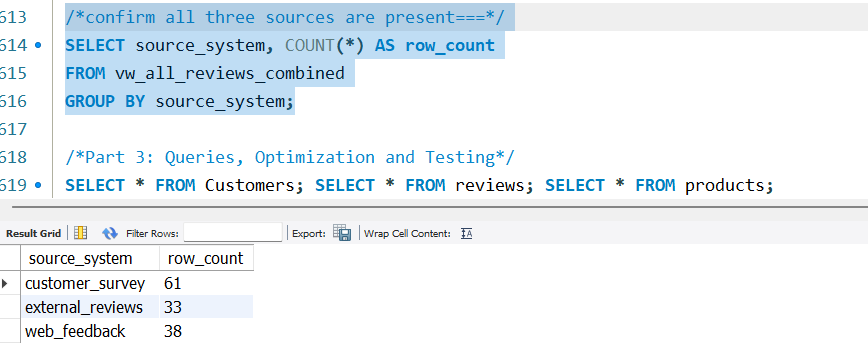 613 /*confirm all three sources are present===*/
614 SELECT source_system, COUNT(*) AS row_count
615 FROM vw_all_reviews_combined
616 GROUP BY source_system;
617
618 /*Part 3: Queries, Optimization and Testing*/
619 SELECT * FROM Customers; SELECT * FROM reviews; SELECT * FROM products;
Result Grid Filter Rows: Export: Wrap Cell Content: IA
source_system row_count
customer_survey 61
external_reviews 33
web_feedback 38